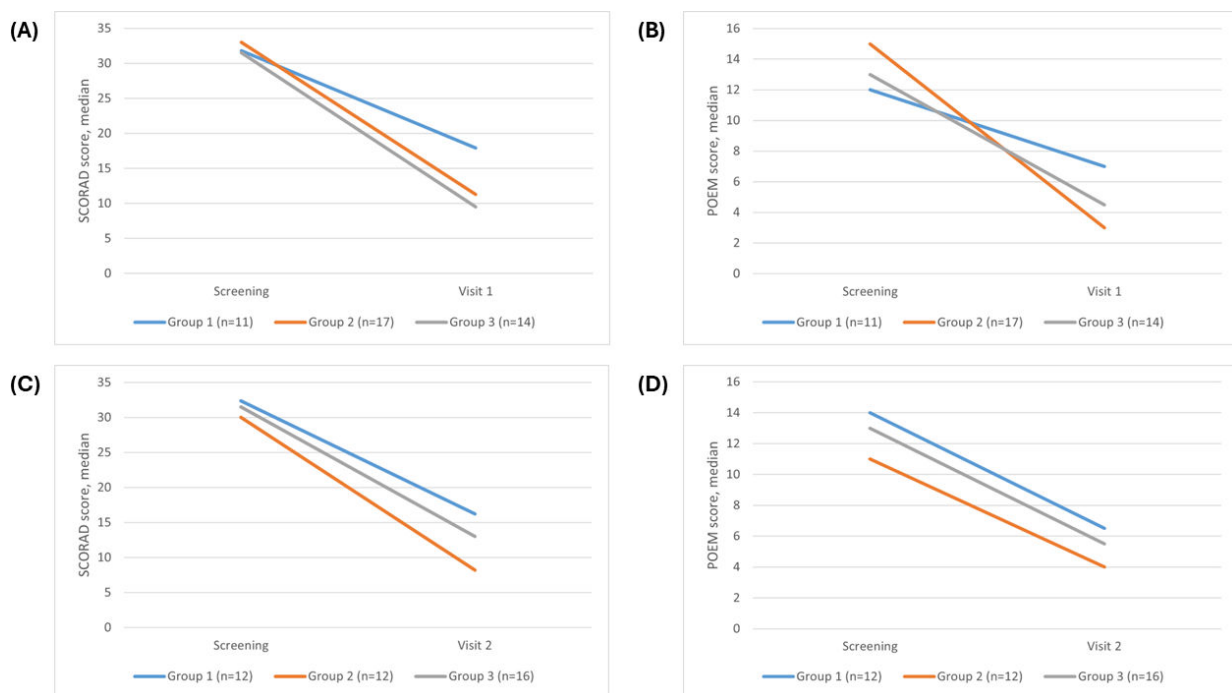 (A)
SCORAD score, median
35
30
25
20
15
10
5
0
Screening Visit 1
Group 1 (n=11) Group 2 (n=17) Group 3 (n=14)
(B)
POEM score, median
16
14
12
10
8
6
4
2
0
Screening Visit 1
Group 1 (n=11) Group 2 (n=17) Group 3 (n=14)
(C)
SCORAD score, median
35
30
25
20
15
10
5
0
Screening Visit 2
Group 1 (n=12) Group 2 (n=12) Group 3 (n=16)
(D)
POEM score, median
16
14
12
10
8
6
4
2
0
Screening Visit 2
Group 1 (n=12) Group 2 (n=12) Group 3 (n=16)